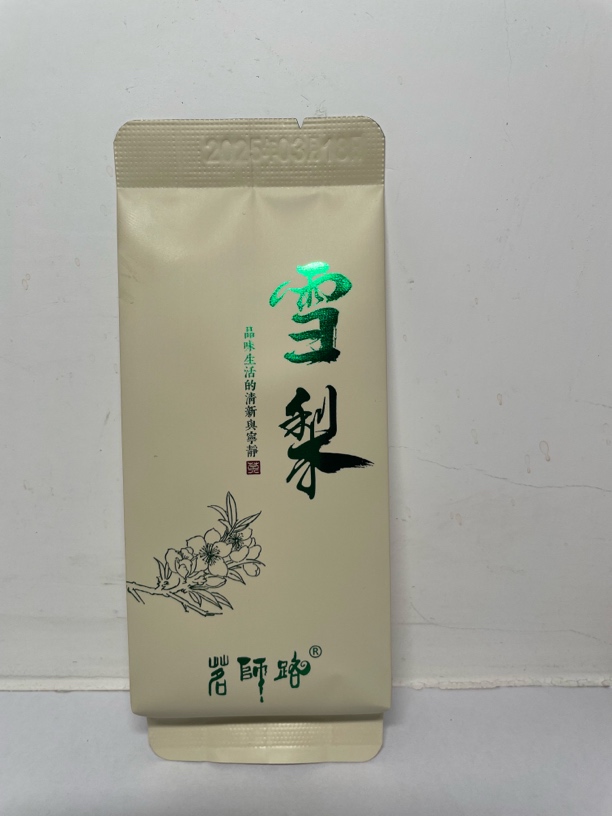 2025年03月19日
雪梨
品味生活的清新與寧靜
茗師路®